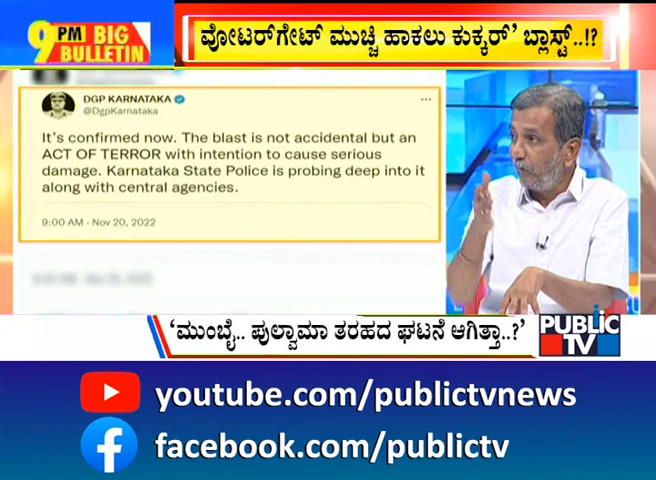 9 PM BIG
BULLETIN
ವೋಟರ್‌ಗೇಟ್ ಮುಚ್ಚಿ ಹಾಕಲು ಕುಕ್ಕರ್' ಬ್ಲಾಸ್ಟ್..!?
DGP KARNATAKA
@DgpKarnataka
It's confirmed now. The blast is not accidental but an
ACT OF TERROR with intention to cause serious
damage. Karnataka State Police is probing deep into it
along with central agencies.
9:00 AM · Nov 20, 2022
'ಮುಂಬೈ.. ಪುಲ್ವಾಮಾ ತರಹದ ಘಟನೆ ಆಗಿತ್ತಾ..?'
PUBLIC
TV
youtube.com/publictvnews
facebook.com/publictv